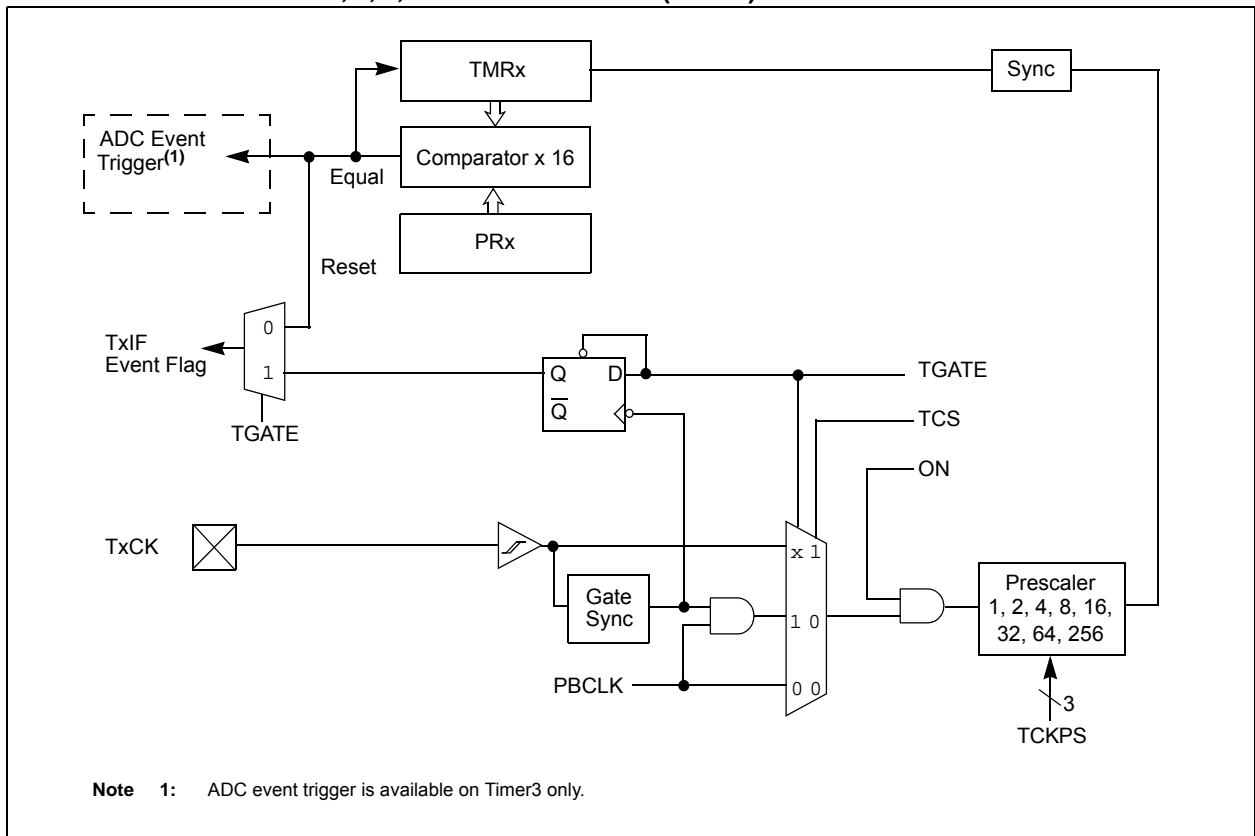 TMRx
Sync
ADC Event
Trigger(1)
Equal
Comparator x 16
PRx
Reset
TxIF
Event Flag
0
1
TGATE
Q D
Q
TGATE
TCS
ON
TxCK
Gate
Sync
PBCLK
x 1
1 0
0 0
Prescaler
1, 2, 4, 8, 16,
32, 64, 256
3
TCKPS
Note 1: ADC event trigger is available on Timer3 only.